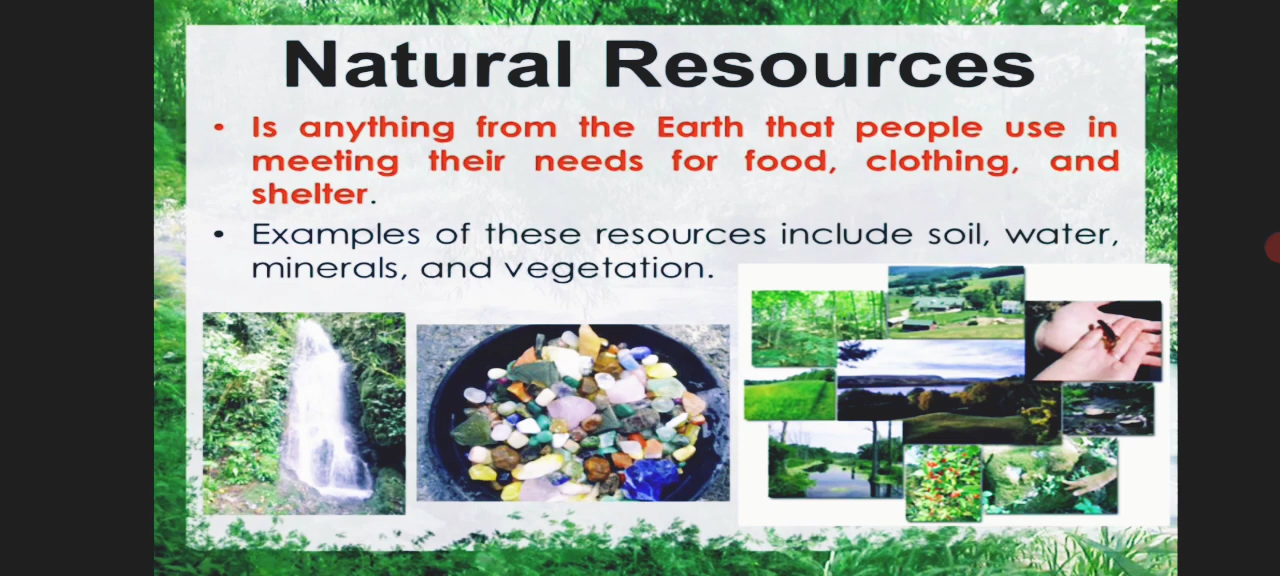 Natural Resources
• Is anything from the Earth that people use in
meeting their needs for food, clothing, and
shelter.
• Examples of these resources include soil, water,
minerals, and vegetation.